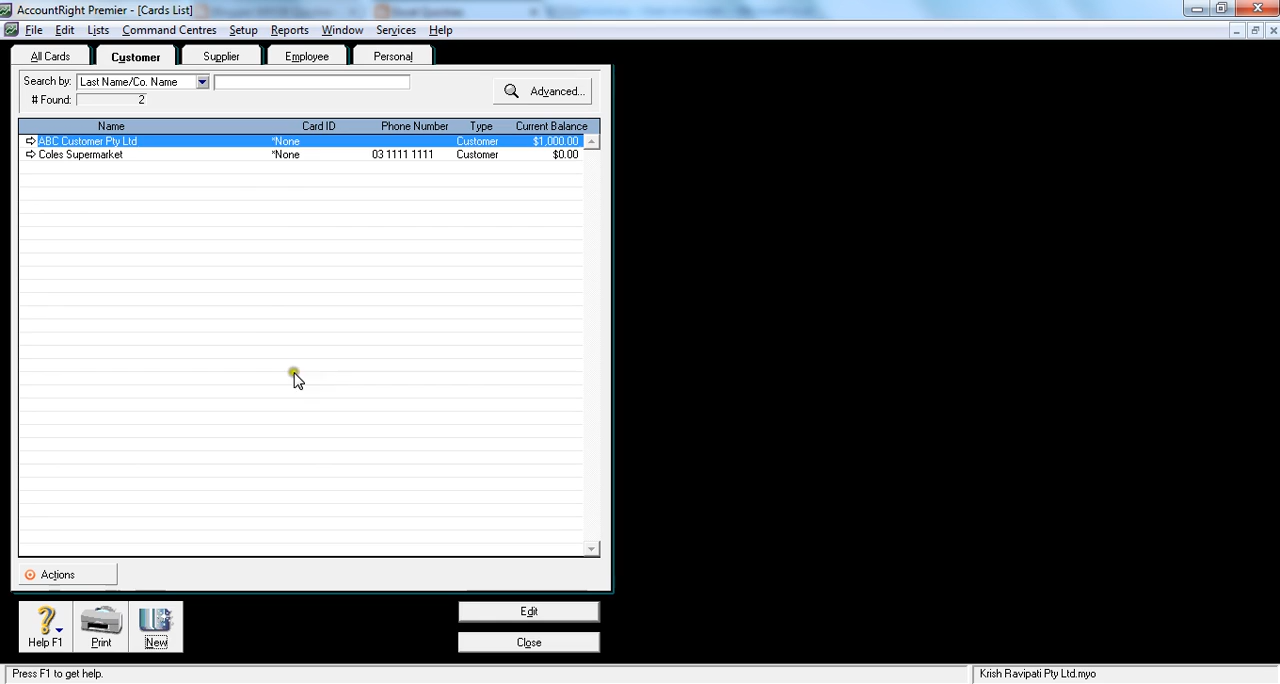 AccountRight Premier - [Cards List]
File Edit Lists Command Centres Setup Reports Window Services Help
All Cards Customer Supplier Employee Personal
Search by: Last Name/Co. Name
# Found: 2
Advanced...
Name Card ID Phone Number Type Current Balance
ABC Customer Pty Ltd *None Customer $1,000.00
Coles Supermarket *None 03 1111 1111 Customer $0.00
Actions
Edit
Help F1 Print New Close
Press F1 to get help. Krish Ravipati Pty Ltd.myo